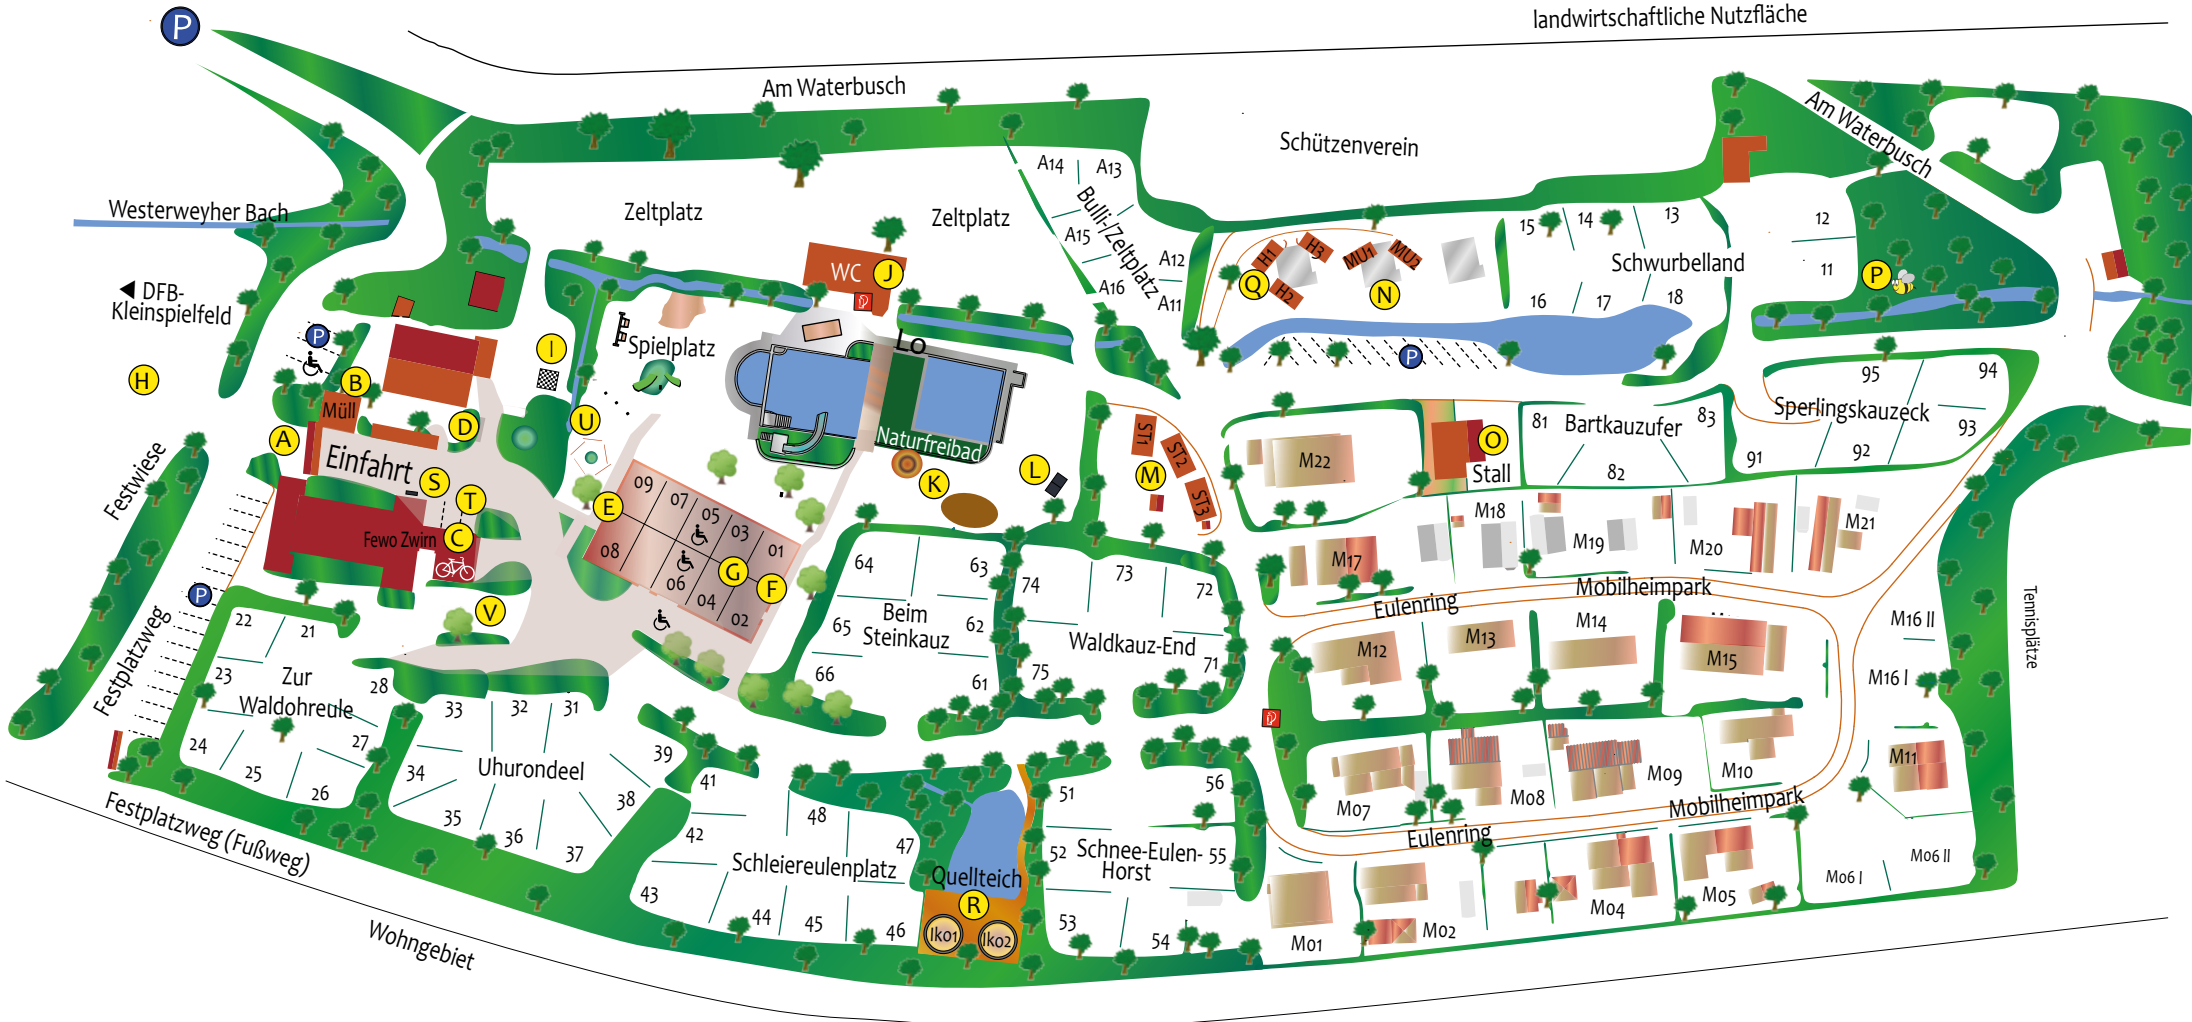 landwirtschaftliche Nutzfläche
P
Am Waterbusch
Am Waterbusch
Schützenverein
Westerweyher Bach
Zeltplatz
Zeltplatz
A14
A13
Bulli-/Zeltplatz
A15
A12
A16
A11
WC
J
DFB-
Kleinspielfeld
P
H
I
Spielplatz
Lo
Naturfreibad
H1
H3
H2
MU1
MU2
Q
N
P
15
14
13
Schwurbelland
16
17
18
12
11
P
B
Müll
A
D
U
Einfahrt
S
T
C
Fewo Zwirn
E
09
07
05
03
01
08
06
04
02
G
F
K
L
M
ST1
ST2
ST3
M22
O
Stall
81
Bartkauzufer
83
82
95
94
Sperlingskauzeck
93
91
92
Festwiese
Festplatzweg
P
V
22
21
23
Zur
Waldohreule
28
24
27
25
26
33
32
31
34
Uhurondeel
35
36
37
38
39
64
63
65
Beim
Steinkauz
62
66
61
74
73
72
Waldkauz-End
75
71
M17
M18
M19
M20
M21
Eulenring
Mobilheimpark
M12
M13
M14
M15
M16 II
M16 I
Tennisplätze
41
42
48
47
Schleiereulenplatz
43
44
45
46
Quellteich
R
Iko1
Iko2
51
56
52
Schnee-Eulen-
Horst
55
53
54
M07
M08
M09
M10
M11
Eulenring
Mobilheimpark
M01
M02
M04
M05
M06 I
M06 II
Festplatzweg (Fußweg)
Wohngebiet